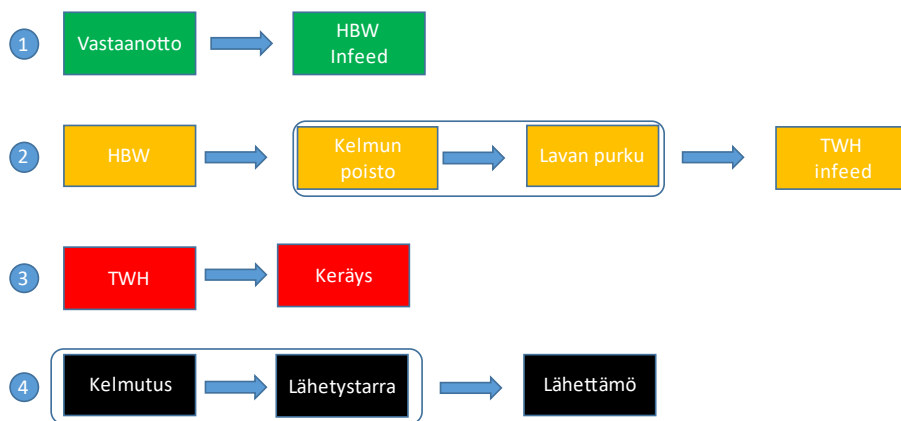 1
Vastaanotto
HBW
Infeed
2
HBW
Kelmun
poisto
Lavan purku
TWH
infeed
3
TWH
Keräys
4
Kelmutus
Lähetystarra
Lähettämö